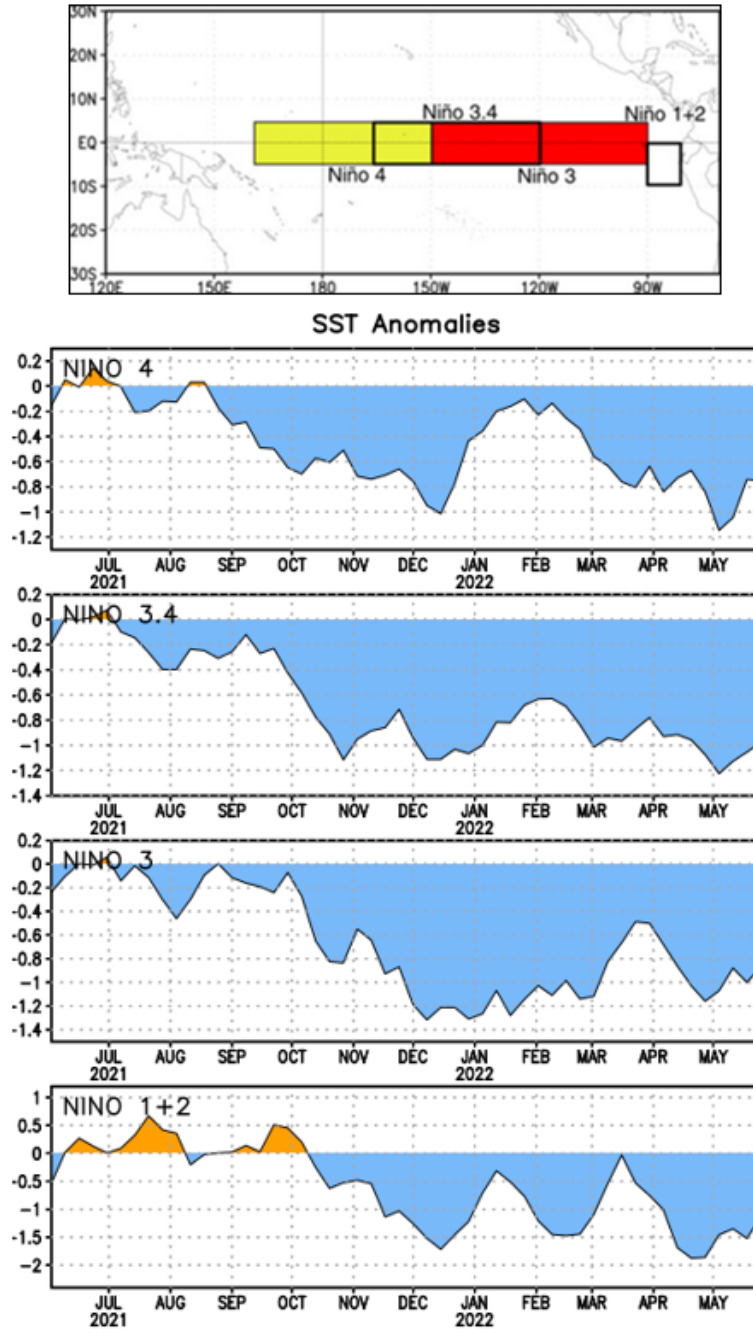 30N
20N
10N
EQ
10S
20S
30S
120E 150E 180 150W 120W 90W
Niño 3.4 Niño 1+2
Niño 4 Niño 3
SST Anomalies
NINO 4
0.2
0
-0.2
-0.4
-0.6
-0.8
-1
-1.2
JUL AUG SEP OCT NOV DEC JAN FEB MAR APR MAY
2021 2022
NINO 3.4
0.2
0
-0.2
-0.4
-0.6
-0.8
-1
-1.2
-1.4
JUL AUG SEP OCT NOV DEC JAN FEB MAR APR MAY
2021 2022
NINO 3
0.2
0
-0.2
-0.4
-0.6
-0.8
-1
-1.2
-1.4
JUL AUG SEP OCT NOV DEC JAN FEB MAR APR MAY
2021 2022
NINO 1+2
1
0.5
0
-0.5
-1
-1.5
-2
JUL AUG SEP OCT NOV DEC JAN FEB MAR APR MAY
2021 2022